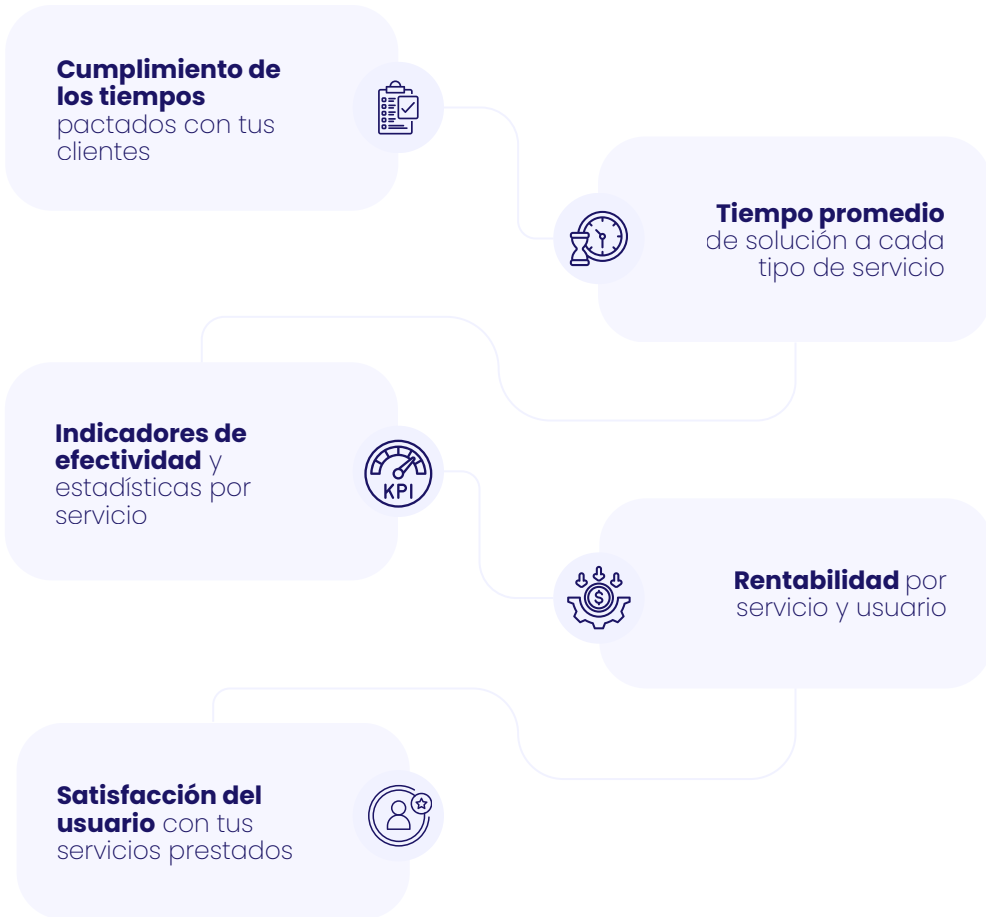 Cumplimiento de
los tiempos
pactados con tus
clientes
Tiempo promedio
de solución a cada
tipo de servicio
Indicadores de
efectividad y
estadísticas por
servicio
KPI
Rentabilidad por
servicio y usuario
$
Satisfacción del
usuario con tus
servicios prestados